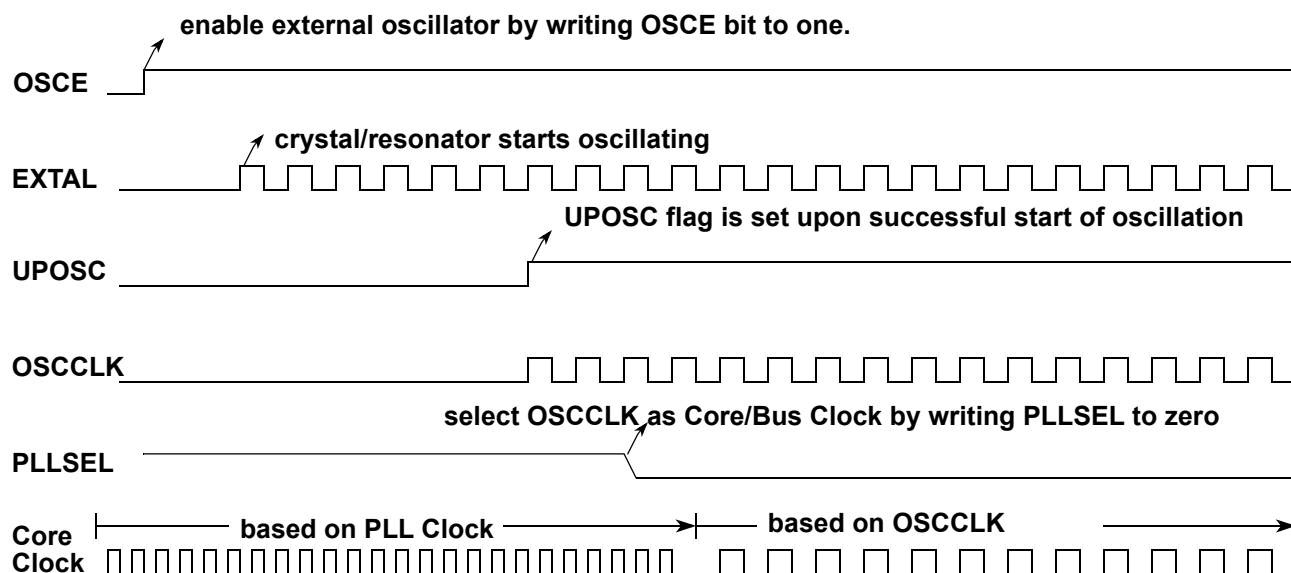 enable external oscillator by writing OSCE bit to one.
OSCE
crystal/resonator starts oscillating
EXTAL
UPOSC flag is set upon successful start of oscillation
UPOSC
OSCCLK
select OSCCLK as Core/Bus Clock by writing PLLSEL to zero
PLLSEL
based on PLL Clock
based on OSCCLK
Core
Clock